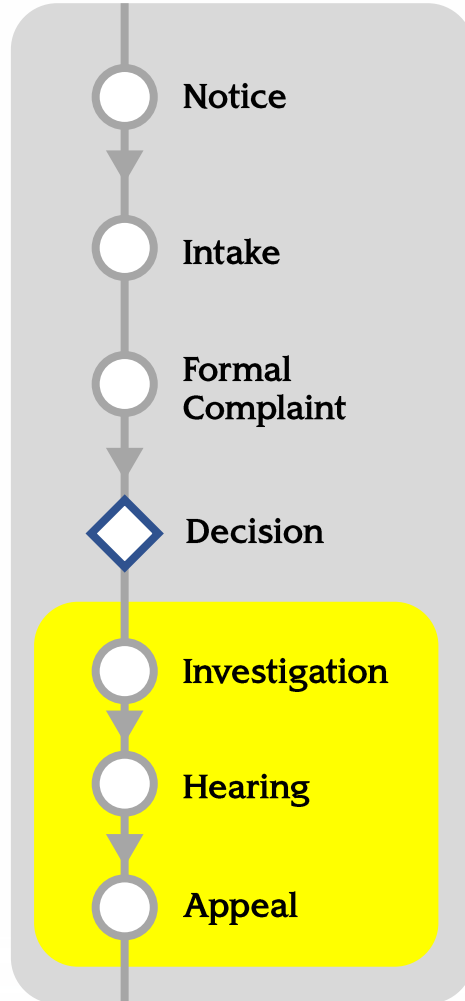 Notice
Intake
Formal
Complaint
Decision
Investigation
Hearing
Appeal